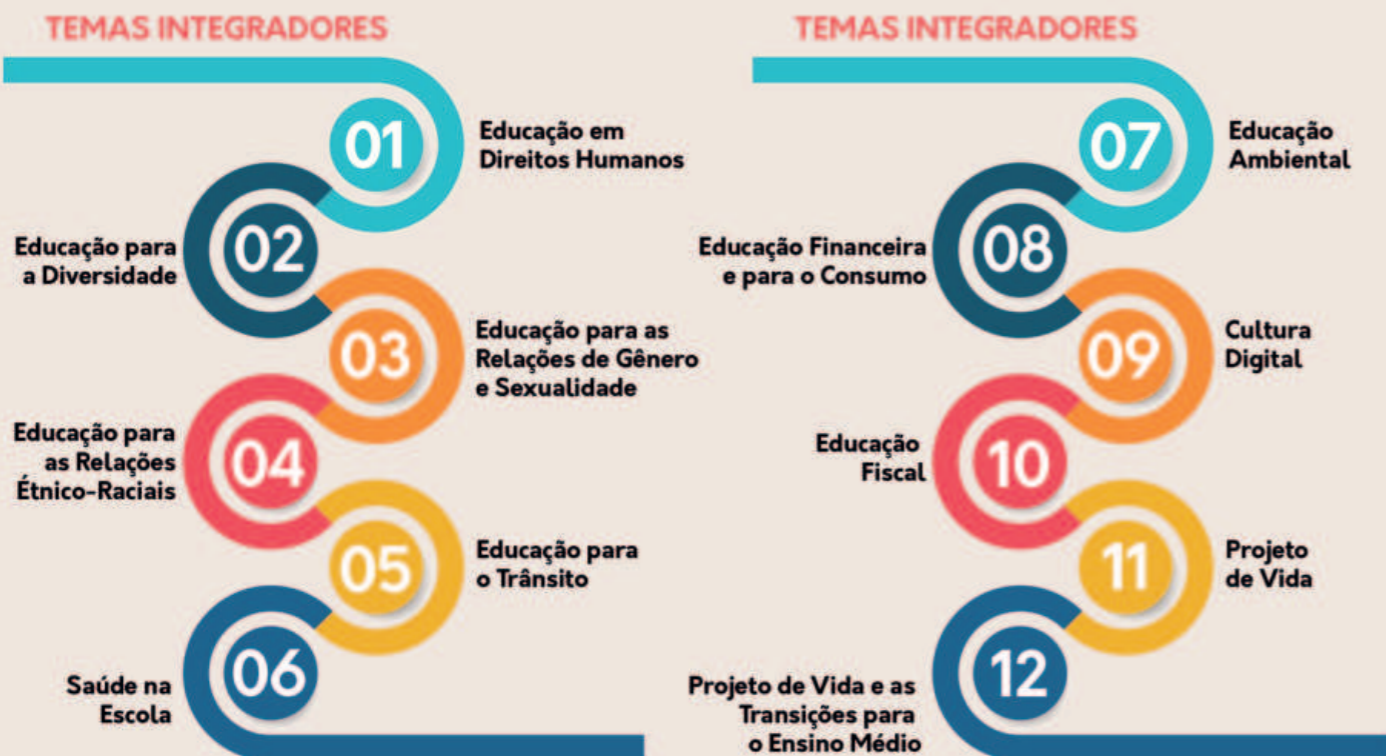 TEMAS INTEGRADORES
01
Educação em
Direitos Humanos
02
Educação para
a Diversidade
03
Educação para as
Relações de Gênero
e Sexualidade
04
Educação para
as Relações
Étnico-Raciais
05
Educação para
o Trânsito
06
Saúde na
Escola
TEMAS INTEGRADORES
07
Educação
Ambiental
08
Educação Financeira
e para o Consumo
09
Cultura
Digital
10
Educação
Fiscal
11
Projeto
de Vida
12
Projeto de Vida e as
Transições para
o Ensino Médio